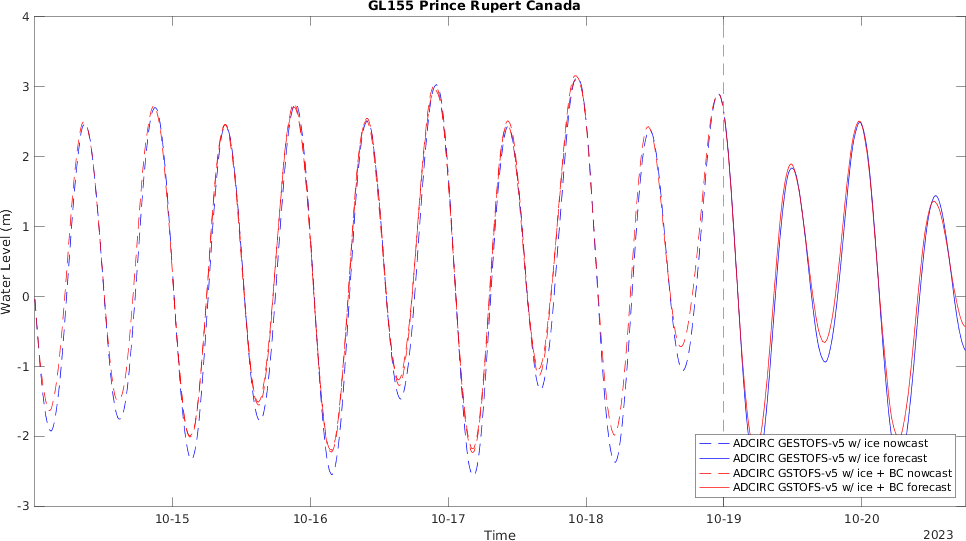 GL155 Prince Rupert Canada
4
3
2
1
0
-1
-2
-3
Water Level (m)
ADCIRC GESTOFS-v5 w/ ice nowcast
ADCIRC GESTOFS-v5 w/ ice forecast
ADCIRC GSTOFS-v5 w/ ice + BC nowcast
ADCIRC GSTOFS-v5 w/ ice + BC forecast
10-15 10-16 10-17 10-18 10-19 10-20
Time
2023